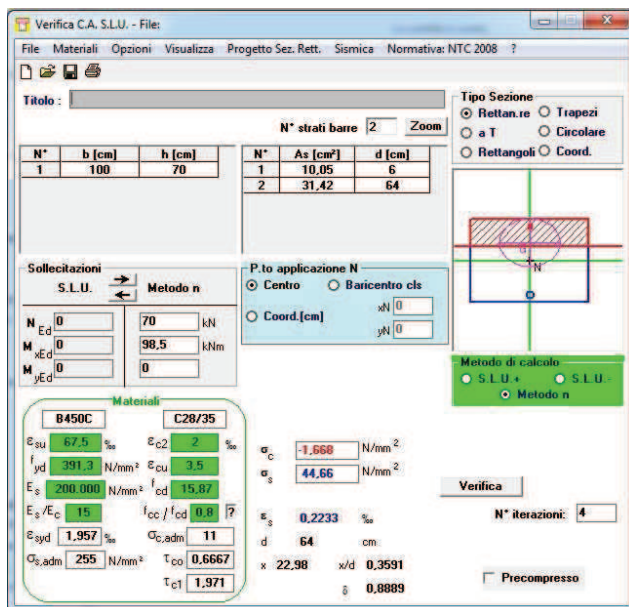 Verifica C.A. S.L.U. - File:
File Materiali Opzioni Visualizza Progetto Sez. Rett. Sismica Normativa: NTC 2008 ?
Titolo :
N° strati barre 2 Zoom
N° b [cm] h [cm]
1 100 70
N° As [cm²] d [cm]
1 10,05 6
2 31,42 64
Tipo Sezione
Rettan.re Trapezi
a T Circolare
Rettangoli Coord.
G
N
Sollecitazioni
S.L.U. Metodo n
N Ed 0 70 kN
M xEd 0 98,5 kNm
M yEd 0 0
P.to applicazione N
Centro Baricentro cls
Coord.[cm] xN 0
yN 0
Metodo di calcolo
S.L.U.+ S.L.U.-
Metodo n
Materiali
B450C C28/35
εsu 67,5 ‰ εc2 2 ‰
fyd 391,3 N/mm² εcu 3,5
Es 200.000 N/mm² fcd 15,87
Es/Ec 15 fcc / fcd 0,8 ?
εsyd 1,957 ‰ σc,adm 11
σs,adm 255 N/mm² τco 0,6667
τc1 1,971
σc -1,668 N/mm²
σs 44,66 N/mm²
εs 0,2233 ‰
d 64 cm
x 22,98 x/d 0,3591
δ 0,8889
Verifica
N° iterazioni: 4
Precompresso